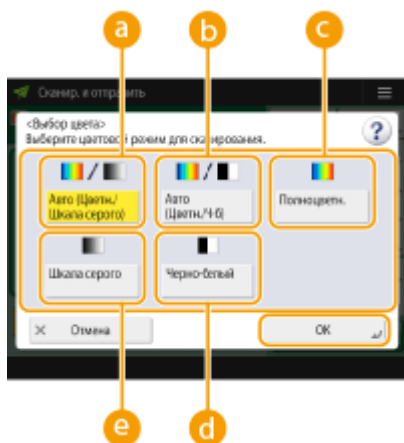 a b c
Сканир. и отправить
<Выбор цвета>
Выберите цветовой режим для сканирования.
?
Авто (Цветн./
Шкала серого)
Авто
(Цветн./Ч-б)
Полноцветн.
Шкала серого
Черно-белый
Отмена
OK
e d